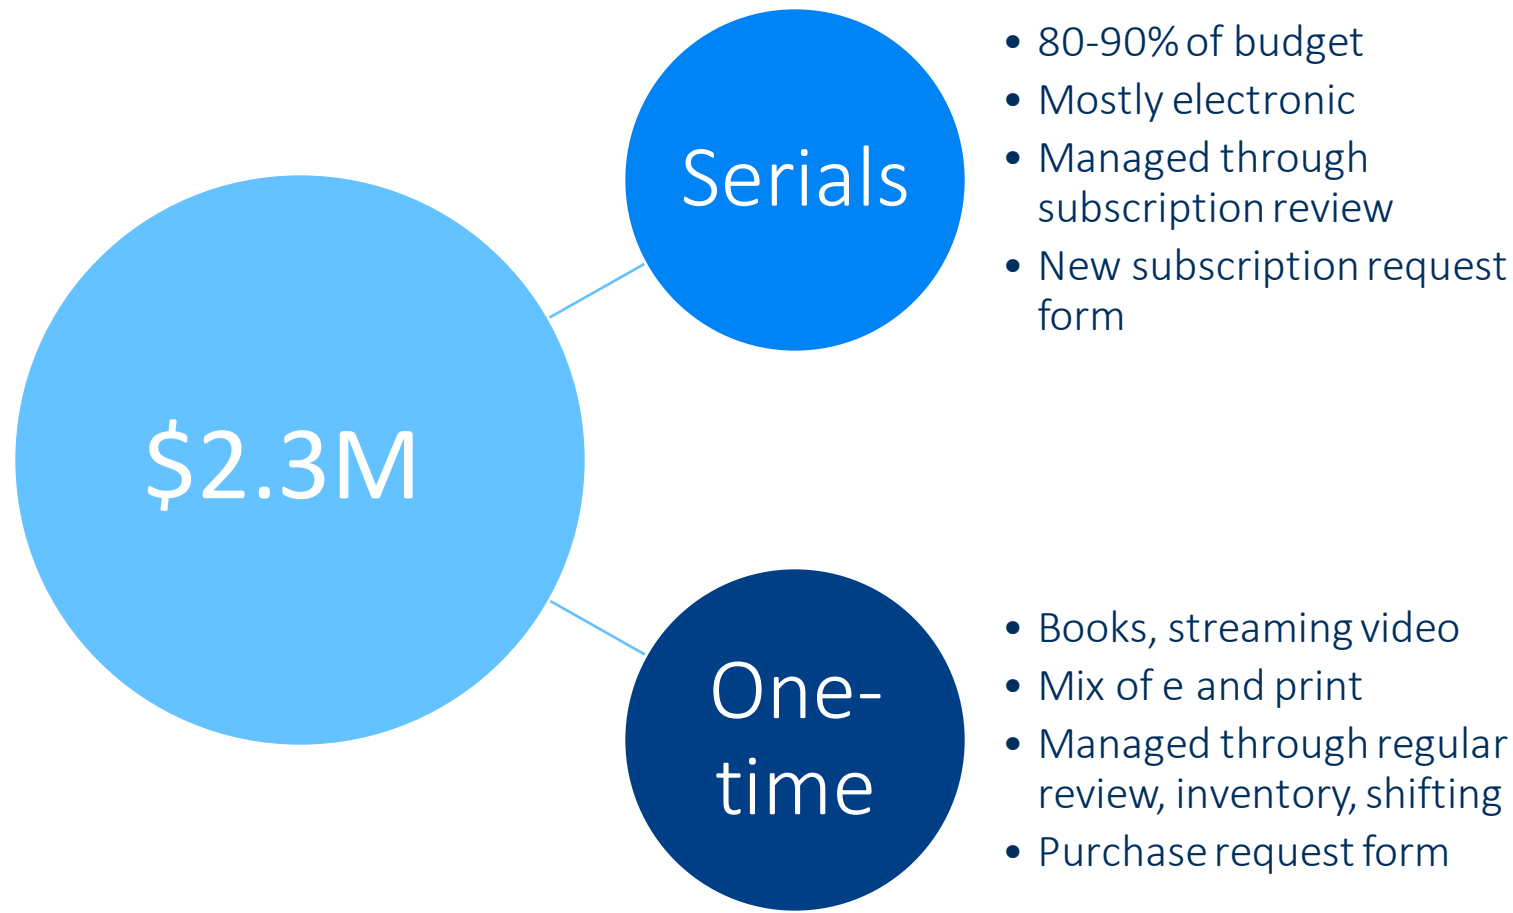 $2.3M
Serials
• 80-90% of budget
• Mostly electronic
• Managed through
subscription review
• New subscription request
form
One-
time
• Books, streaming video
• Mix of e and print
• Managed through regular
review, inventory, shifting
• Purchase request form